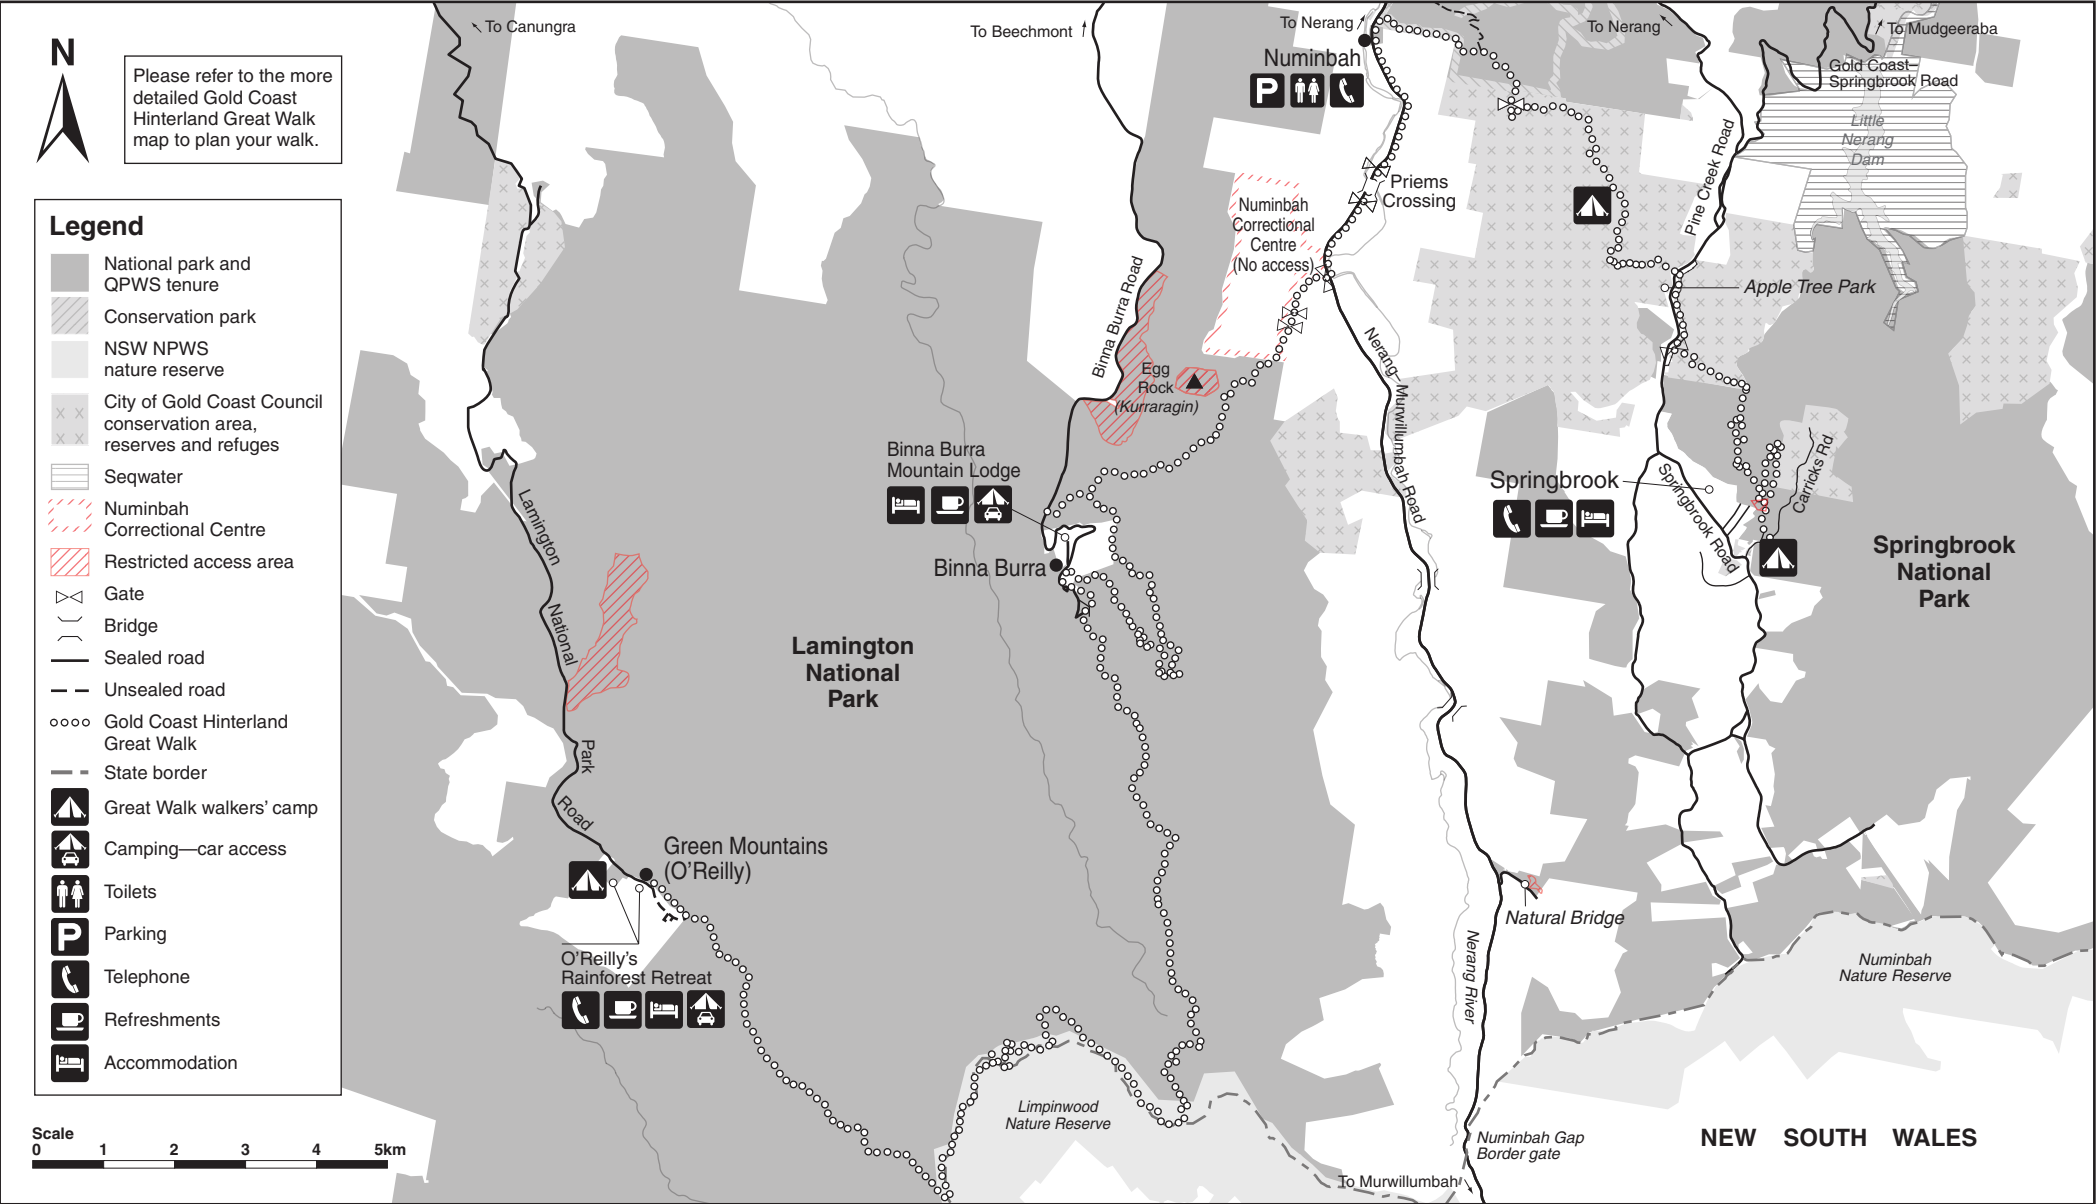 To Canungra
To Beechmont
To Nerang
To Nerang
To Mudgeeraba
N
Please refer to the more
detailed Gold Coast
Hinterland Great Walk
map to plan your walk.
Numinbah
P
Gold Coast–
Springbrook Road
Little
Nerang
Dam
Pine Creek Road
Priems
Crossing
Numinbah
Correctional
Centre
(No access)
Apple Tree Park
Binna Burra Road
Egg
Rock
(Kurraragin)
Nerang–Murwillumbah Road
Legend
National park and
QPWS tenure
Conservation park
NSW NPWS
nature reserve
City of Gold Coast Council
conservation area,
reserves and refuges
Seqwater
Numinbah
Correctional Centre
Restricted access area
Gate
Bridge
Sealed road
Unsealed road
Gold Coast Hinterland
Great Walk
State border
Great Walk walkers' camp
Camping—car access
Toilets
P
Parking
Telephone
Refreshments
Accommodation
Scale
0 1 2 3 4 5km
Binna Burra
Mountain Lodge
Binna Burra
Springbrook
Springbrook Road
Carricks Rd
Springbrook
National
Park
Lamington National Park Road
Lamington
National
Park
Green Mountains
(O'Reilly)
O'Reilly's
Rainforest Retreat
Natural Bridge
Nerang River
Numinbah
Nature Reserve
Limpinwood
Nature Reserve
Numinbah Gap
Border gate
NEW SOUTH WALES
To Murwillumbah